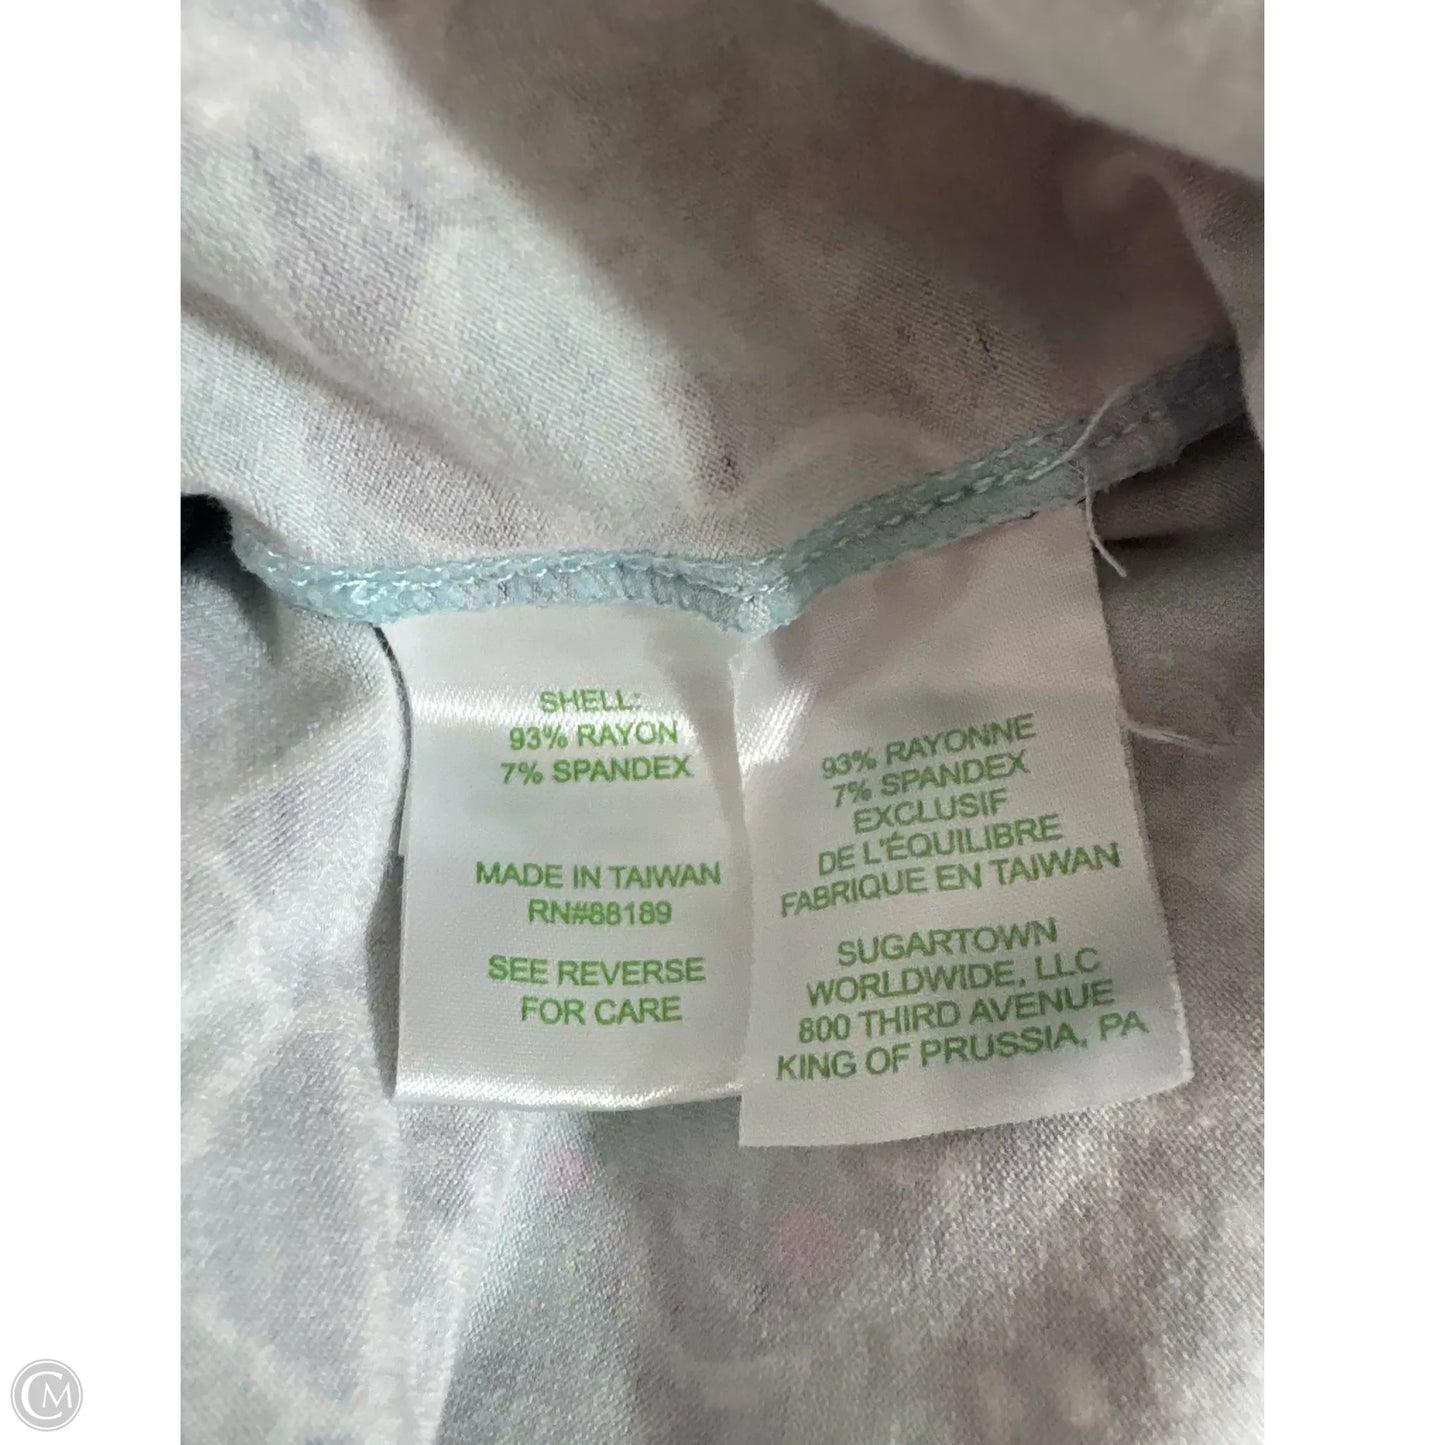 SHELL:
93% RAYON
7% SPANDEX
MADE IN TAIWAN
RN#88189
SEE REVERSE
FOR CARE
93% RAYONNE
7% SPANDEX
EXCLUSIF
DE L'ÉQUILIBRE
FABRIQUE EN TAIWAN
SUGARTOWN
WORLDWIDE, LLC
800 THIRD AVENUE
KING OF PRUSSIA, PA
CM